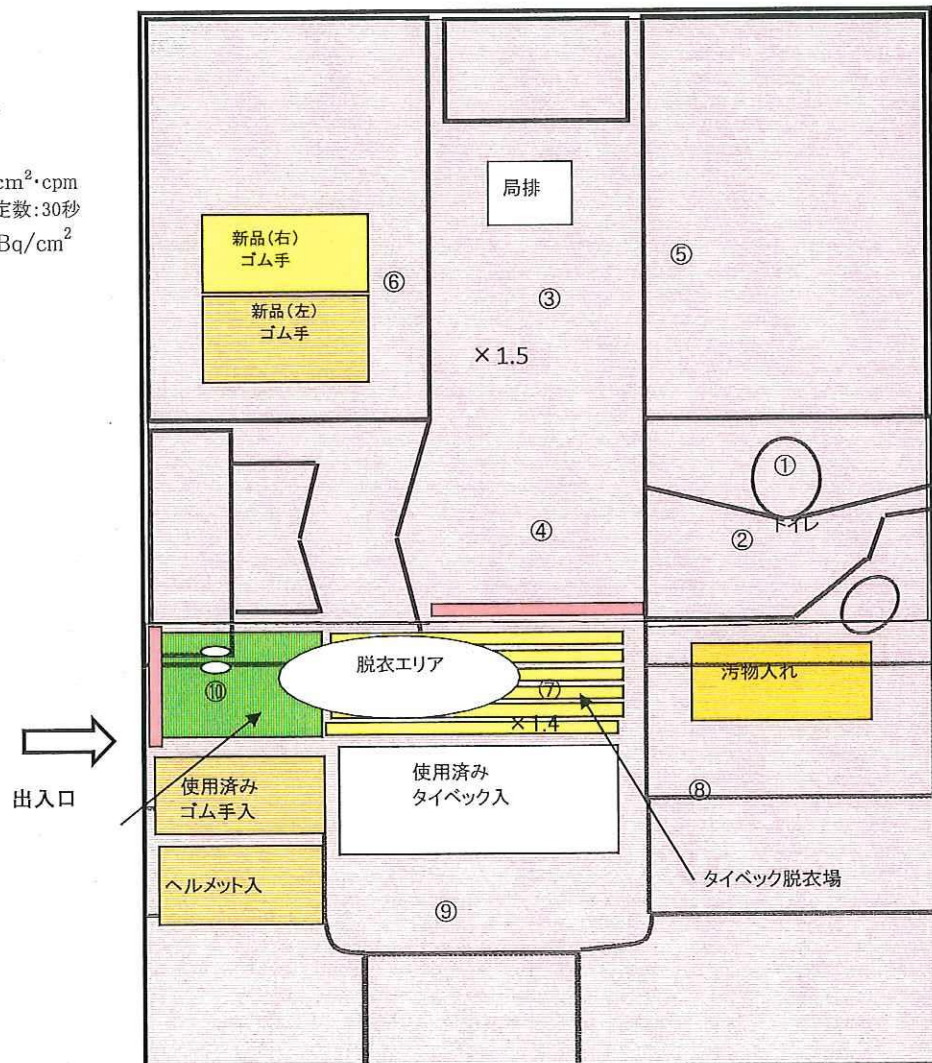 cm²・cpm
定数:30秒
Bq/cm²
局排
新品(右)
ゴム手
新品(左)
ゴム手
⑥
⑤
③
×1.5
①
④
②
トイレ
脱衣エリア
⑩
⑦
×1.4
汚物入れ
出入口
使用済み
ゴム手入
使用済み
タイベック入
⑧
ヘルメット入
タイベック脱衣場
⑨